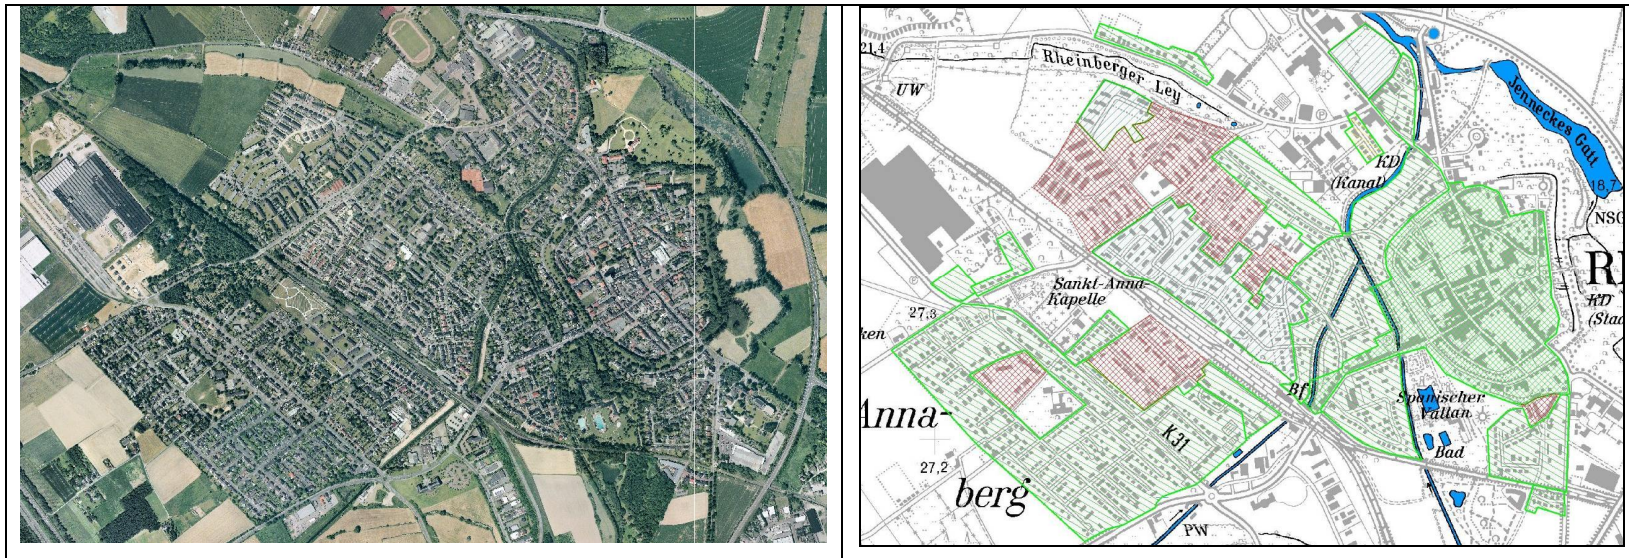 21,4
UW
Rheinberger
Ley
P
Jenneckes Gatt
KD
(Kanal)
18,7
NSG
Sankt-Anna-
Kapelle
27,3
ken
KD
(Stad
Bf
Spanischer
Vallan
Anna-
K31
Bad
27,2
berg
PW